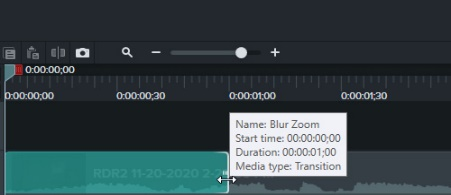 0:00:00;00
0:00:00;00 0:00:00;30 0:00:01;00 0:00:01;30
Name: Blur Zoom
Start time: 00:00:00;00
Duration: 00:00:01;00
Media type: Transition
RDR2 11-20-2020 2-